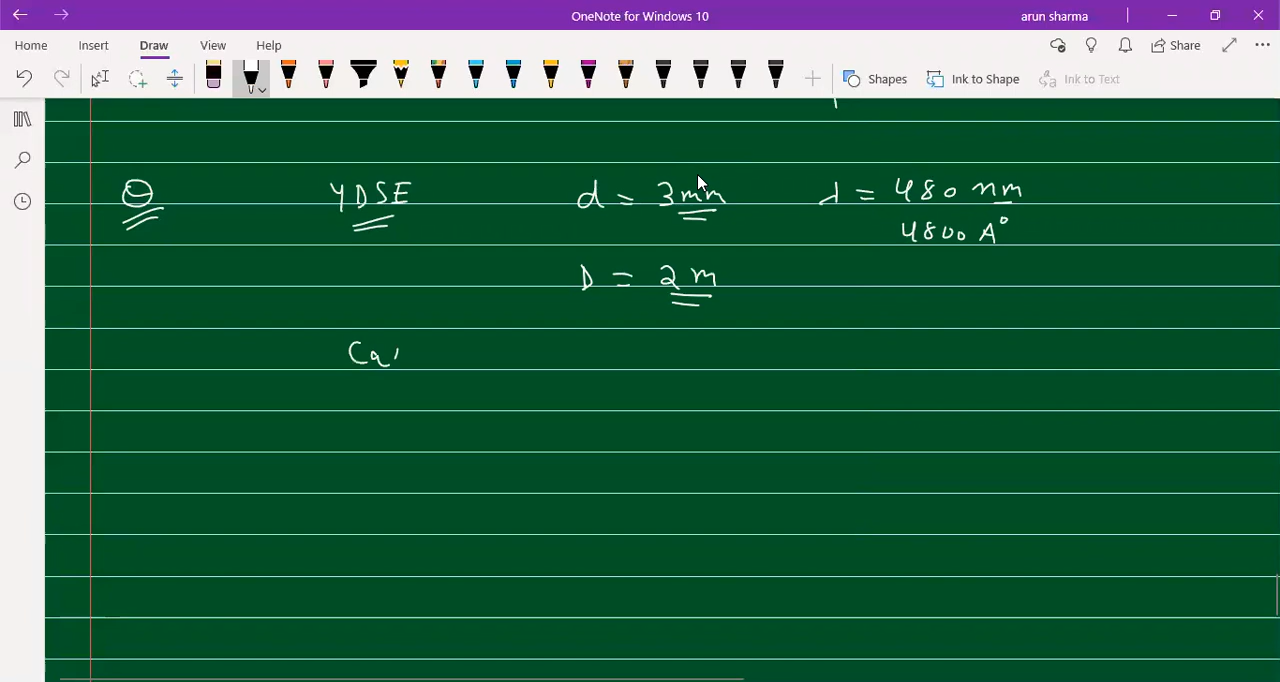 OneNote for Windows 10
arun sharma
Home Insert Draw View Help
Share
Shapes
Ink to Shape
Ink to Text
Q YDSE d = 3mm λ = 480 nm
4800 A°
D = 2 m